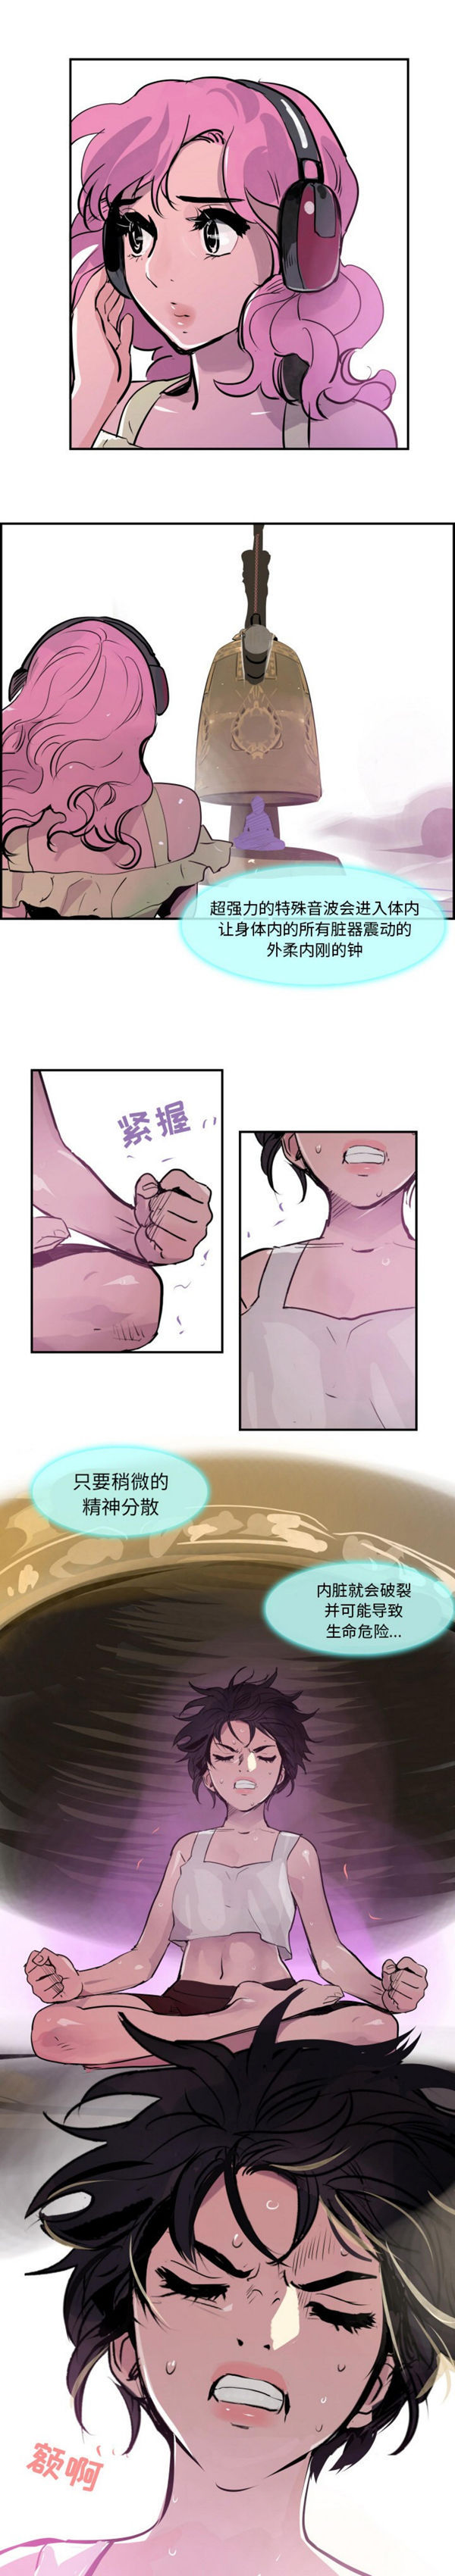 超强力的特殊音波会进入体内
让身体内的所有脏器震动的
外柔内刚的钟
紧握
只要稍微的
精神分散
内脏就会破裂
并可能导致
生命危险...
额啊